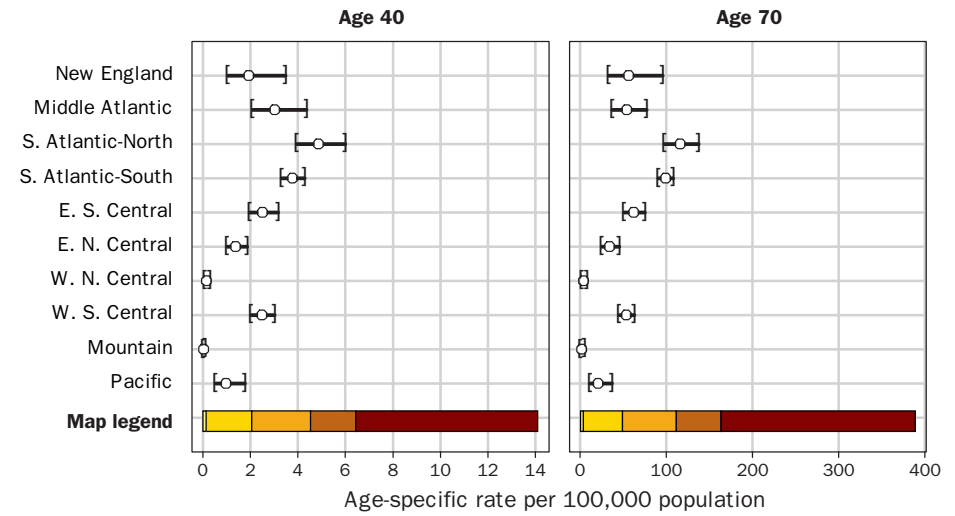 Age 40 Age 70
New England
Middle Atlantic
S. Atlantic-North
S. Atlantic-South
E. S. Central
E. N. Central
W. N. Central
W. S. Central
Mountain
Pacific
Map legend
0 2 4 6 8 10 12 14 0 100 200 300 400
Age-specific rate per 100,000 population